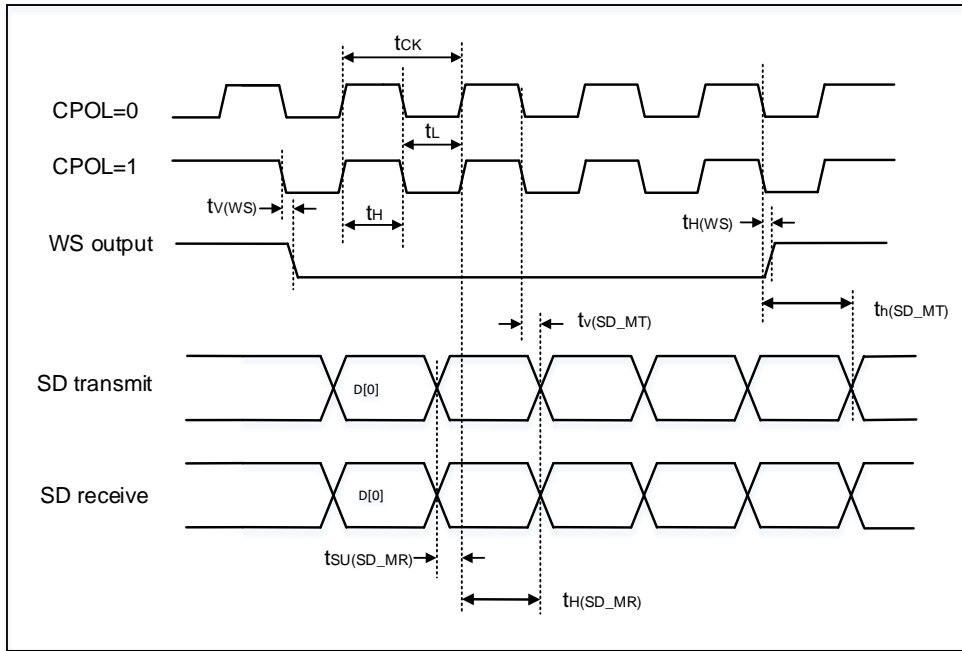 tCK
CPOL=0
tL
CPOL=1
tV(WS)
tH
tH(WS)
WS output
th(SD_MT)
tv(SD_MT)
SD transmit
D[0]
SD receive
D[0]
tSU(SD_MR)
tH(SD_MR)